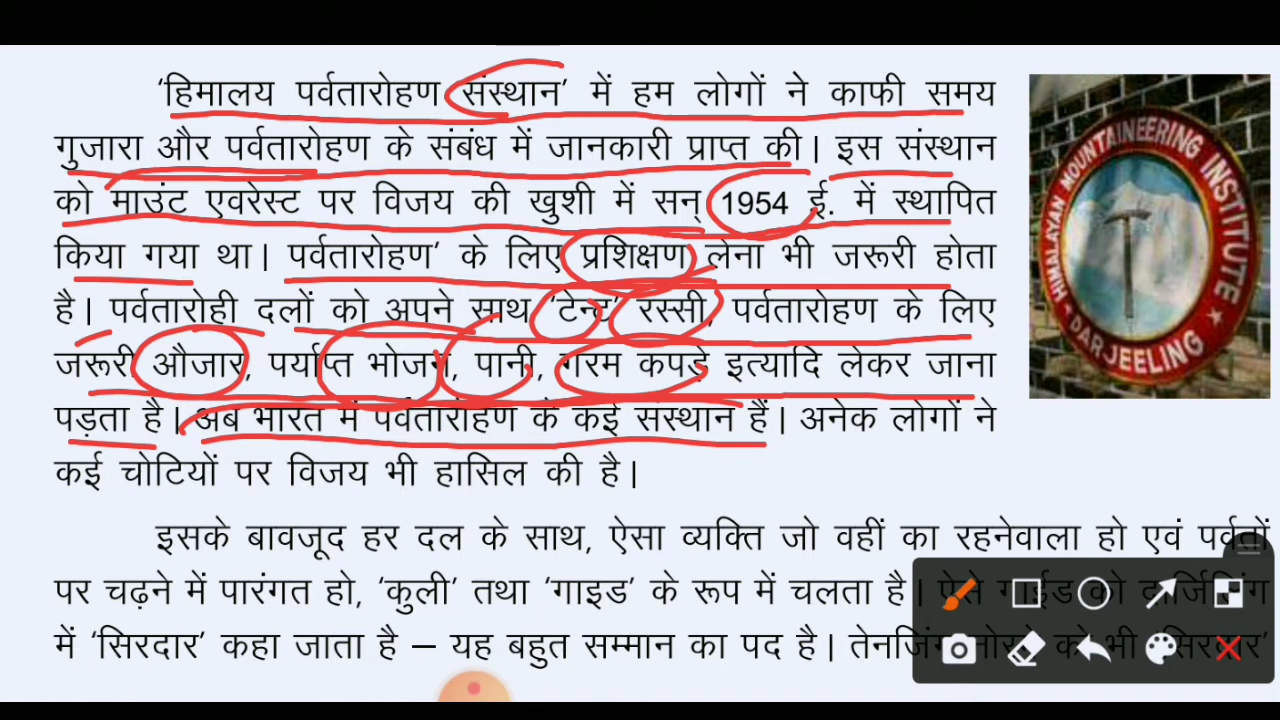 ‘हिमालय पर्वतारोहण संस्थान’ में हम लोगों ने काफी समय
गुजारा और पर्वतारोहण के संबंध में जानकारी प्राप्त की। इस संस्थान
को माउंट एवरेस्ट पर विजय की खुशी में सन् 1954 ई. में स्थापित
किया गया था। पर्वतारोहण’ के लिए प्रशिक्षण लेना भी जरूरी होता
है। पर्वतारोही दलों को अपने साथ ‘टेन्ट’ रस्सी, पर्वतारोहण के लिए
जरूरी औजार, पर्याप्त भोजन, पानी, गरम कपड़े इत्यादि लेकर जाना
पड़ता है। अब भारत में पर्वतारोहण के कई संस्थान हैं। अनेक लोगों ने
कई चोटियों पर विजय भी हासिल की है।
इसके बावजूद हर दल के साथ, ऐसा व्यक्ति जो वहीं का रहनेवाला हो एवं पर्वतों
पर चढ़ने में पारंगत हो, ‘कुली’ तथा ‘गाइड’ के रूप में चलता है। ऐसे गाईड को दार्जिलिंग
में ‘सिरदार’ कहा जाता है – यह बहुत सम्मान का पद है। तेनजिंग नोरगे को भी ‘सिरदार’
HIMALAYAN MOUNTAINEERING INSTITUTE
DARJEELING